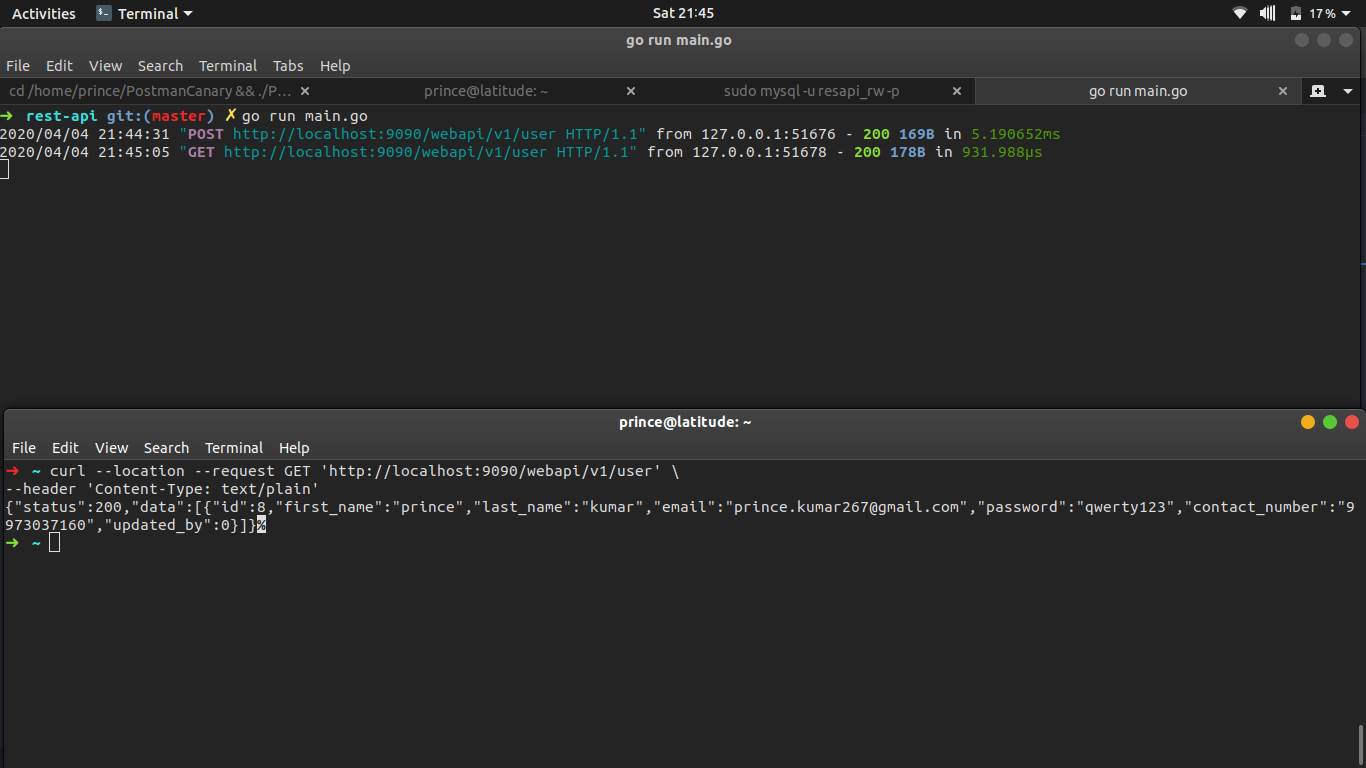 Activities Terminal Sat 21:45 17%
go run main.go
File Edit View Search Terminal Tabs Help
cd /home/prince/PostmanCanary && ./P… × prince@latitude: ~ × sudo mysql -u resapi_rw -p × go run main.go ×
➜ rest-api git:(master) ✗ go run main.go
2020/04/04 21:44:31 "POST http://localhost:9090/webapi/v1/user HTTP/1.1" from 127.0.0.1:51676 - 200 169B in 5.190652ms
2020/04/04 21:45:05 "GET http://localhost:9090/webapi/v1/user HTTP/1.1" from 127.0.0.1:51678 - 200 178B in 931.988µs
prince@latitude: ~
File Edit View Search Terminal Help
➜ ~ curl --location --request GET 'http://localhost:9090/webapi/v1/user' \
--header 'Content-Type: text/plain'
{"status":200,"data":[{"id":8,"first_name":"prince","last_name":"kumar","email":"prince.kumar267@gmail.com","password":"qwerty123","contact_number":"9
973037160","updated_by":0}]}%
➜ ~